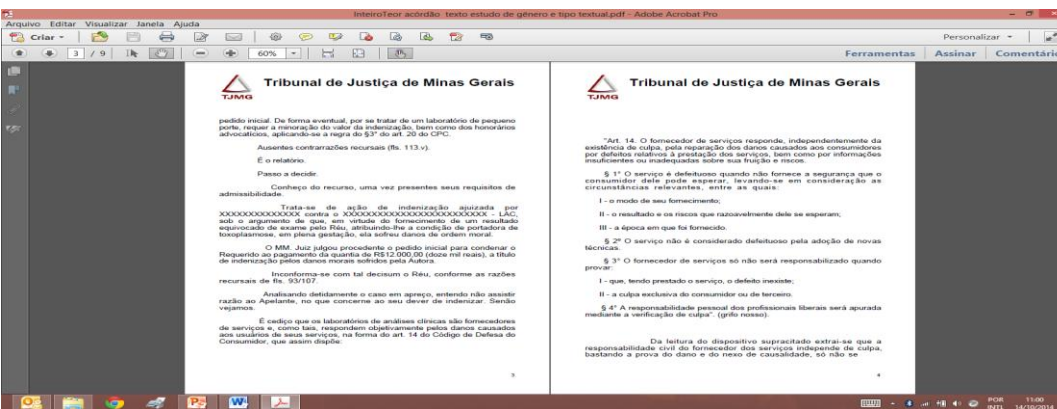 InteiroTeor acórdão texto estudo de gênero e tipo textual.pdf - Adobe Acrobat Pro
Arquivo Editar Visualizar Janela Ajuda
Criar
Personalizar
3 / 9 60%
Ferramentas Assinar Comentário
Tribunal de Justiça de Minas Gerais
TJMG
pedido inicial. De forma eventual, por se tratar de um laboratório de pequeno
porte, requer a minoração do valor da indenização, bem como dos honorários
advocatícios, aplicando-se a regra do §3º do art. 20 do CPC.
Ausentes contrarrazões recursais (fls. 113.v).
É o relatório.
Passo a decidir.
Conheço do recurso, uma vez presentes seus requisitos de
admissibilidade.
Trata-se de ação de indenização ajuizada por
XXXXXXXXXXXXXX contra o XXXXXXXXXXXXXXXXXXXXXXXX - LAC,
sob o argumento de que, em virtude do fornecimento de um resultado
equivocado de exame pelo Réu, atribuindo-lhe a condição de portadora de
toxoplasmose, em plena gestação, ela sofreu danos de ordem moral.
O MM. Juiz julgou procedente o pedido inicial para condenar o
Requerido ao pagamento da quantia de R$12.000,00 (doze mil reais), a título
de indenização pelos danos morais sofridos pela Autora.
Inconforma-se com tal decisum o Réu, conforme as razões
recursais de fls. 93/107.
Analisando detidamente o caso em apreço, entendo não assistir
razão ao Apelante, no que concerne ao seu dever de indenizar. Senão
vejamos.
É cediço que os laboratórios de análises clínicas são fornecedores
de serviços e, como tais, respondem objetivamente pelos danos causados
aos usuários de seus serviços, na forma do art. 14 do Código de Defesa do
Consumidor, que assim dispõe:
3
Tribunal de Justiça de Minas Gerais
TJMG
"Art. 14. O fornecedor de serviços responde, independentemente da
existência de culpa, pela reparação dos danos causados aos consumidores
por defeitos relativos à prestação dos serviços, bem como por informações
insuficientes ou inadequadas sobre sua fruição e riscos.
§ 1º O serviço é defeituoso quando não fornece a segurança que o
consumidor dele pode esperar, levando-se em consideração as
circunstâncias relevantes, entre as quais:
I - o modo de seu fornecimento;
II - o resultado e os riscos que razoavelmente dele se esperam;
III - a época em que foi fornecido.
§ 2º O serviço não é considerado defeituoso pela adoção de novas
técnicas.
§ 3º O fornecedor de serviços só não será responsabilizado quando
provar:
I - que, tendo prestado o serviço, o defeito inexiste;
II - a culpa exclusiva do consumidor ou de terceiro.
§ 4º A responsabilidade pessoal dos profissionais liberais será apurada
mediante a verificação de culpa". (grifo nosso).
Da leitura do dispositivo supracitado extrai-se que a
responsabilidade civil do fornecedor dos serviços independe de culpa,
bastando a prova do dano e do nexo de causalidade, só não se
4
POR 11:00
INTL 14/10/2014